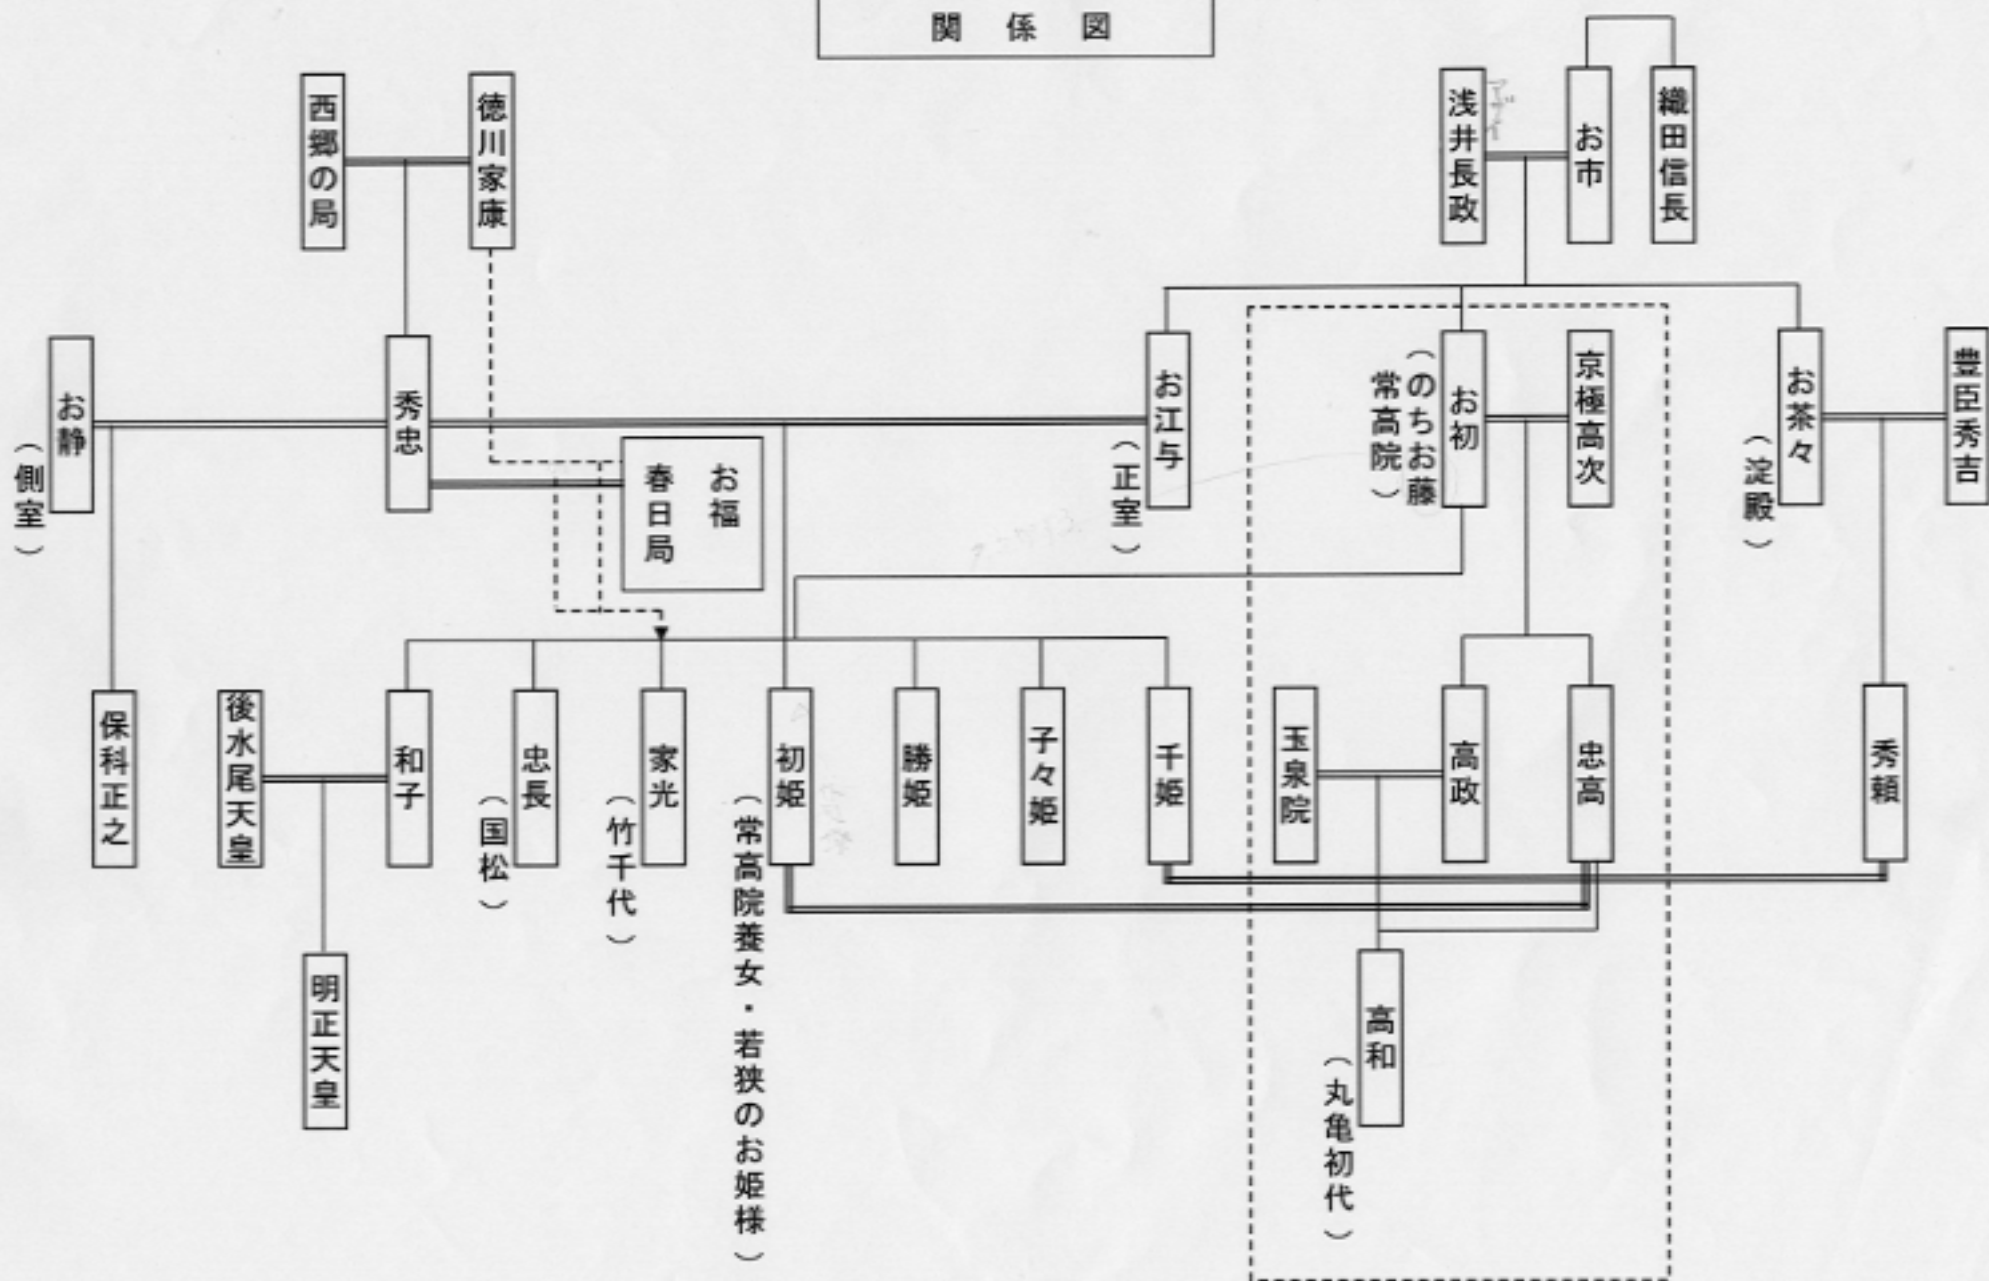 関係図
織田信長
お市
浅井長政
アザイ
徳川家康
西郷の局
豊臣秀吉
お茶々
（淀殿）
京極高次
お初
（のちお藤
常高院）
お江与
（正室）
秀忠
お静
（側室）
お福
春日局
秀頼
忠高
高政
玉泉院
千姫
子々姫
勝姫
初姫
（常高院養女・若狭のお姫様）
家光
（竹千代）
忠長
（国松）
和子
後水尾天皇
保科正之
高和
（丸亀初代）
明正天皇